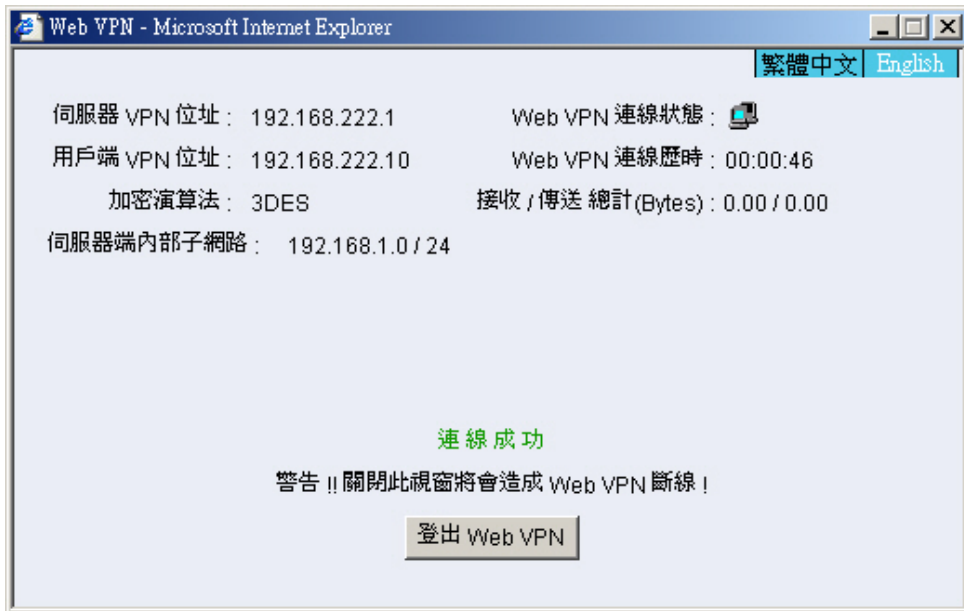 Web VPN - Microsoft Internet Explorer
繁體中文 English
伺服器 VPN 位址 : 192.168.222.1 Web VPN 連線狀態 :
用戶端 VPN 位址 : 192.168.222.10 Web VPN 連線歷時 : 00:00:46
加密演算法 : 3DES 接收 / 傳送 總計(Bytes) : 0.00 / 0.00
伺服器端內部子網路 : 192.168.1.0 / 24
連線成功
警告 !! 關閉此視窗將會造成 Web VPN 斷線 !
登出 Web VPN